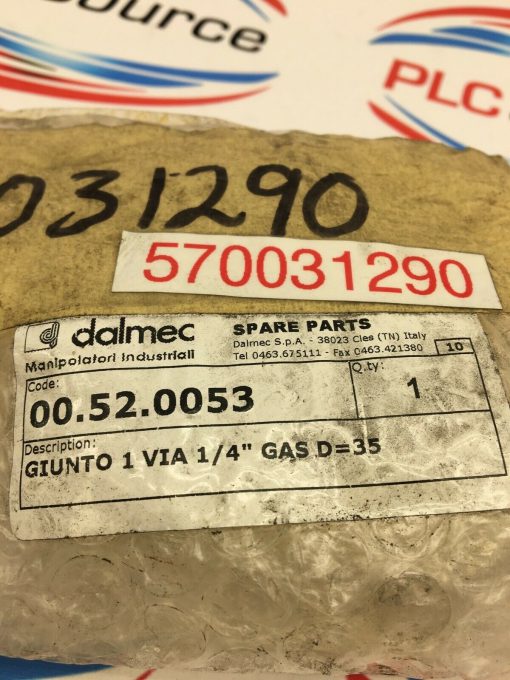 ource
PLC
031290
570031290
dalmec
Manipolatori Industriali
SPARE PARTS
Dalmec S.p.A. - 38023 Cles (TN) Italy
Tel 0463.675111 - Fax 0463.421380
10
Code:
00.52.0053
Q.ty:
1
Description:
GIUNTO 1 VIA 1/4" GAS D=35